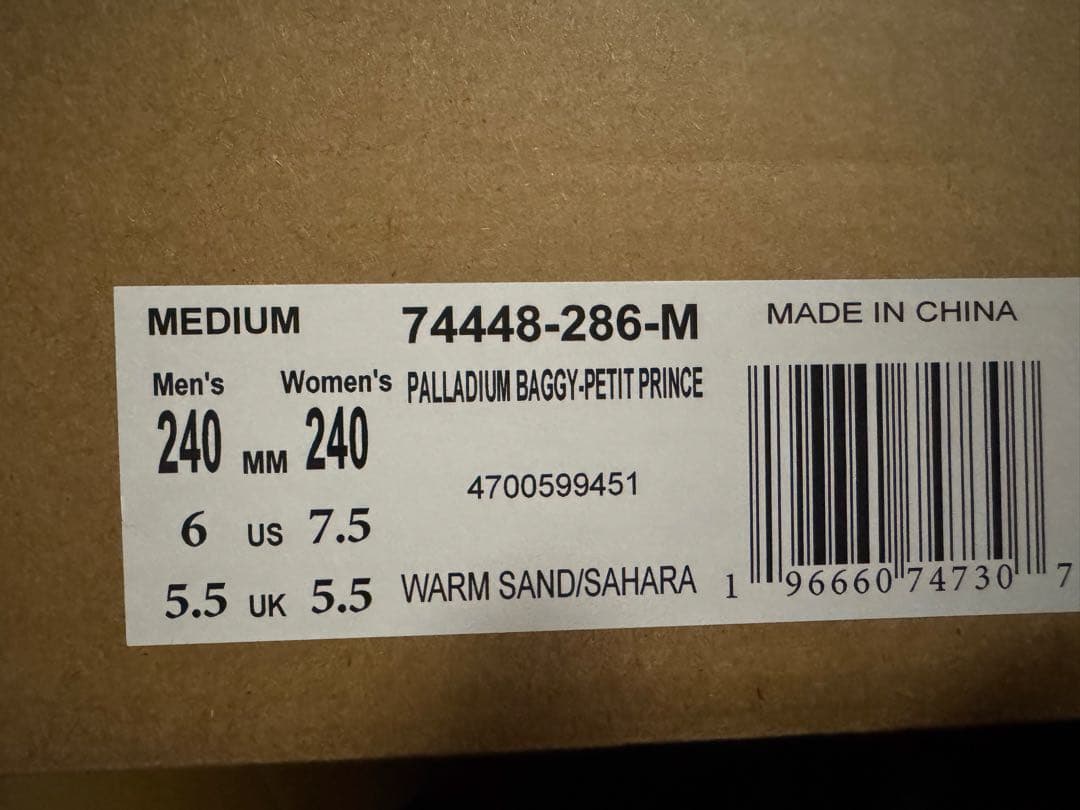 MEDIUM 74448-286-M MADE IN CHINA
Men's Women's PALLADIUM BAGGY-PETIT PRINCE
240 MM 240
4700599451
6 US 7.5
5.5 UK 5.5 WARM SAND/SAHARA
1 96660 74730 7